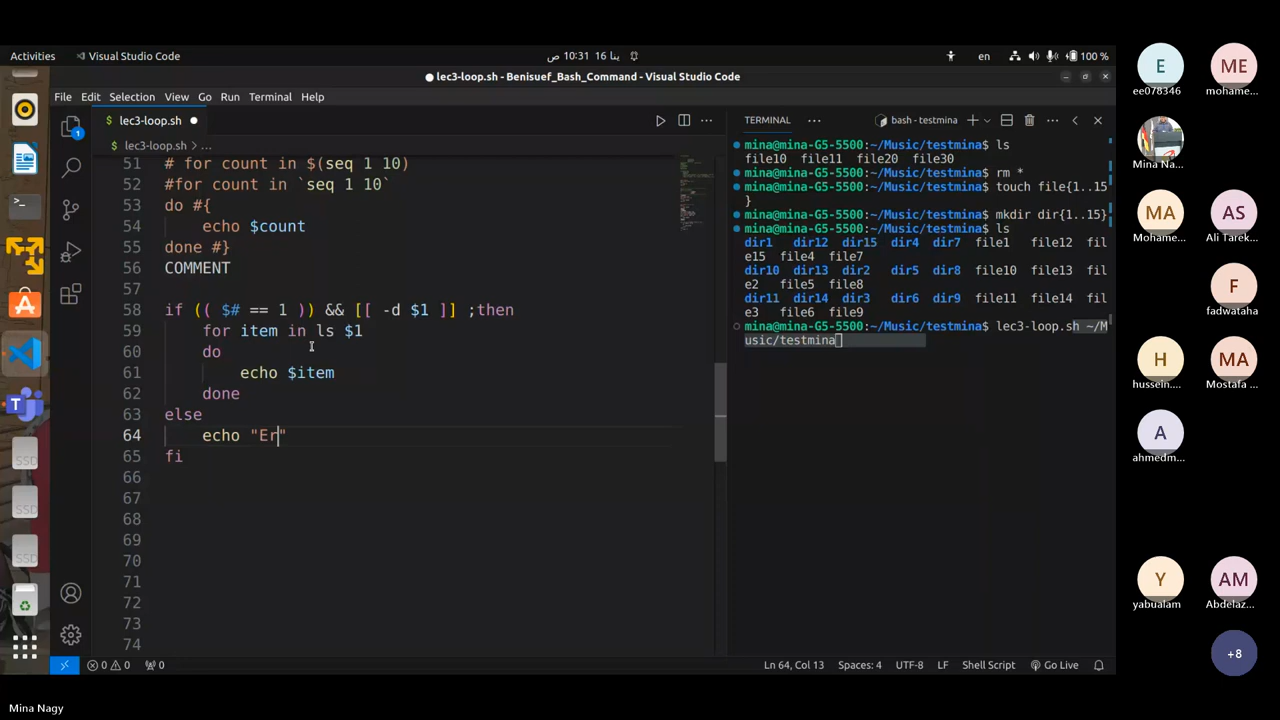 Activities
Visual Studio Code
ص 10:31 16 ينا
en
100 %
lec3-loop.sh - Benisuef_Bash_Command - Visual Studio Code
File Edit Selection View Go Run Terminal Help
$ lec3-loop.sh
$ lec3-loop.sh > ...
51 # for count in $(seq 1 10)
52 #for count in `seq 1 10`
53 do #{
54 echo $count
55 done #}
56 COMMENT
57
58 if (( $# == 1 )) && [[ -d $1 ]] ;then
59 for item in ls $1
60 do
61 echo $item
62 done
63 else
64 echo "Er"
65 fi
66
67
68
69
70
71
72
73
74
TERMINAL
bash - testmina
mina@mina-G5-5500:~/Music/testmina$ ls
file10 file11 file20 file30
mina@mina-G5-5500:~/Music/testmina$ rm *
mina@mina-G5-5500:~/Music/testmina$ touch file{1..15
}
mina@mina-G5-5500:~/Music/testmina$ mkdir dir{1..15}
mina@mina-G5-5500:~/Music/testmina$ ls
dir1 dir12 dir15 dir4 dir7 file1 file12 fil
e15 file4 file7
dir10 dir13 dir2 dir5 dir8 file10 file13 fil
e2 file5 file8
dir11 dir14 dir3 dir6 dir9 file11 file14 fil
e3 file6 file9
mina@mina-G5-5500:~/Music/testmina$ lec3-loop.sh ~/M
usic/testmina
1
SSD
SSD
SSD
0 0 0
Ln 64, Col 13 Spaces: 4 UTF-8 LF Shell Script Go Live
E
ee078346
ME
mohame...
Mina Na...
MA
Mohame...
AS
Ali Tarek...
F
fadwataha
H
hussein....
MA
Mostafa ...
A
ahmedm...
Y
yabualam
AM
Abdelaz...
+8
Mina Nagy